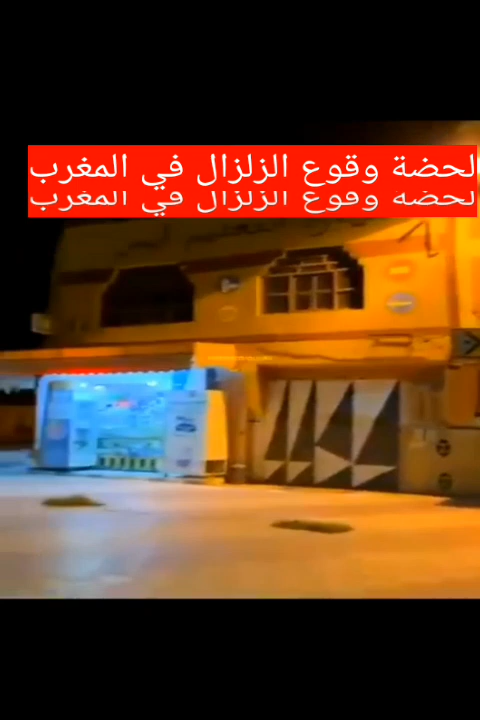 لحضة وقوع الزلزال في المغرب
لحضه وقوع الزلزال في المغرب